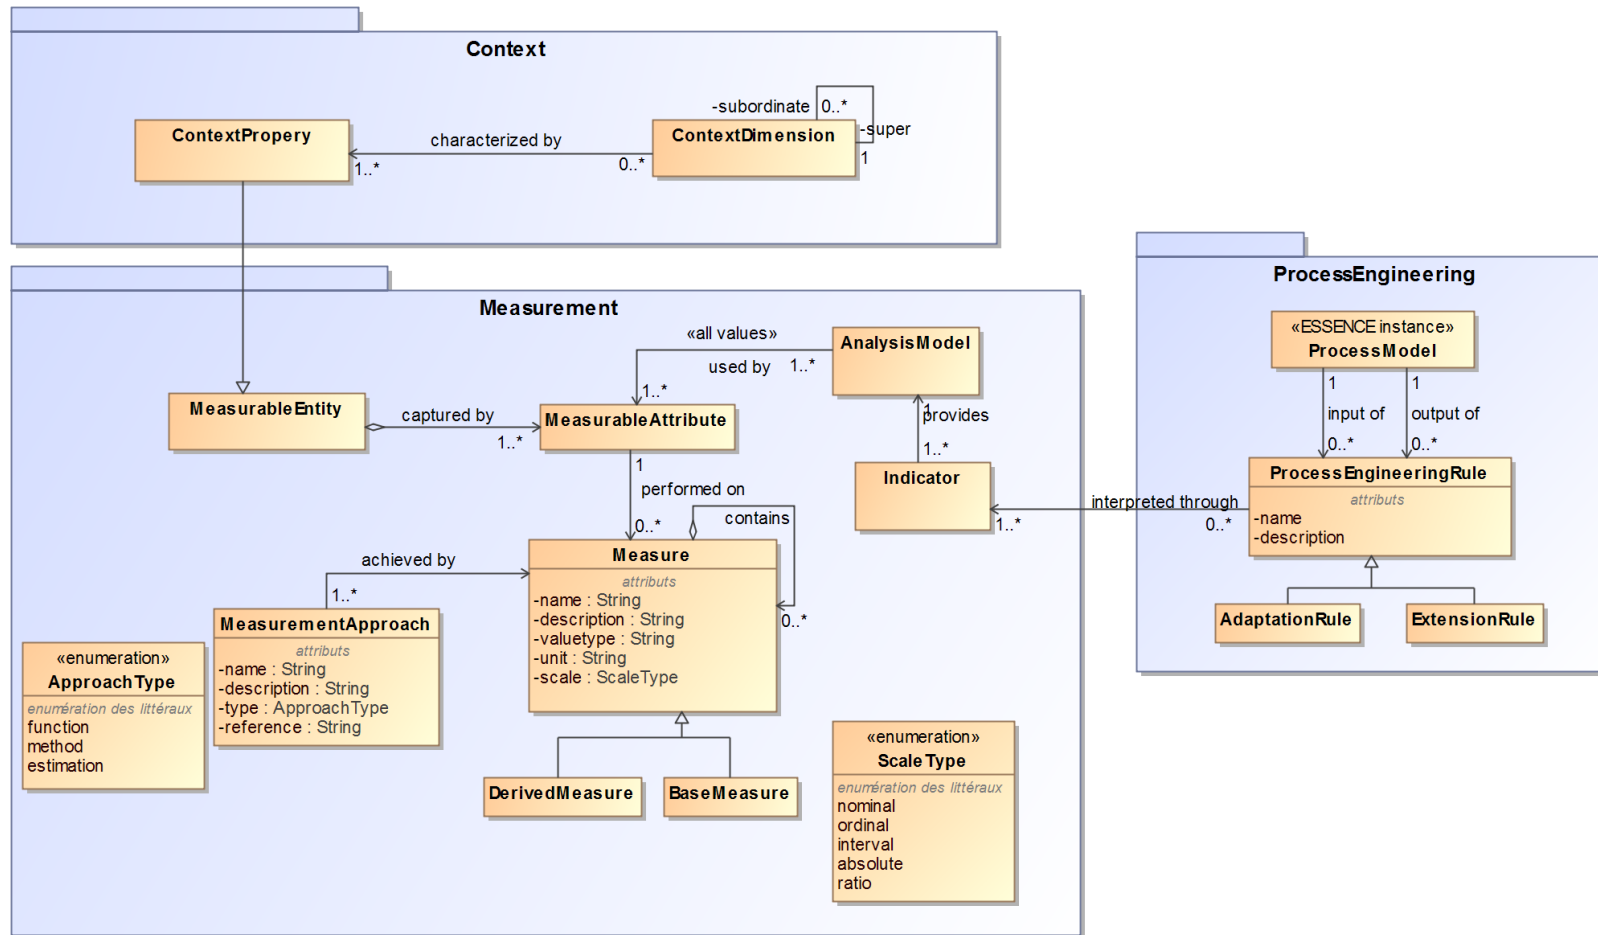 Context
-subordinate
0..*
ContextPropery
ContextDimension
-super
characterized by
1..*
0..*
1
Measurement
«all values»
AnalysisModel
used by
1..*
1..*
MeasurableEntity
captured by
1..*
MeasurableAttribute
1
provides
1..*
1
performed on
0..*
Indicator
contains
0..*
interpreted through
1..*
0..*
achieved by
1..*
Measure
attributs
-name : String
-description : String
-valuetype : String
-unit : String
-scale : ScaleType
MeasurementApproach
attributs
-name : String
-description : String
-type : ApproachType
-reference : String
«enumeration»
ApproachType
enumération des littéraux
function
method
estimation
DerivedMeasure
BaseMeasure
«enumeration»
ScaleType
enumération des littéraux
nominal
ordinal
interval
absolute
ratio
ProcessEngineering
«ESSENCE instance»
ProcessModel
1
1
input of
output of
0..*
0..*
ProcessEngineeringRule
attributs
-name
-description
AdaptationRule
ExtensionRule